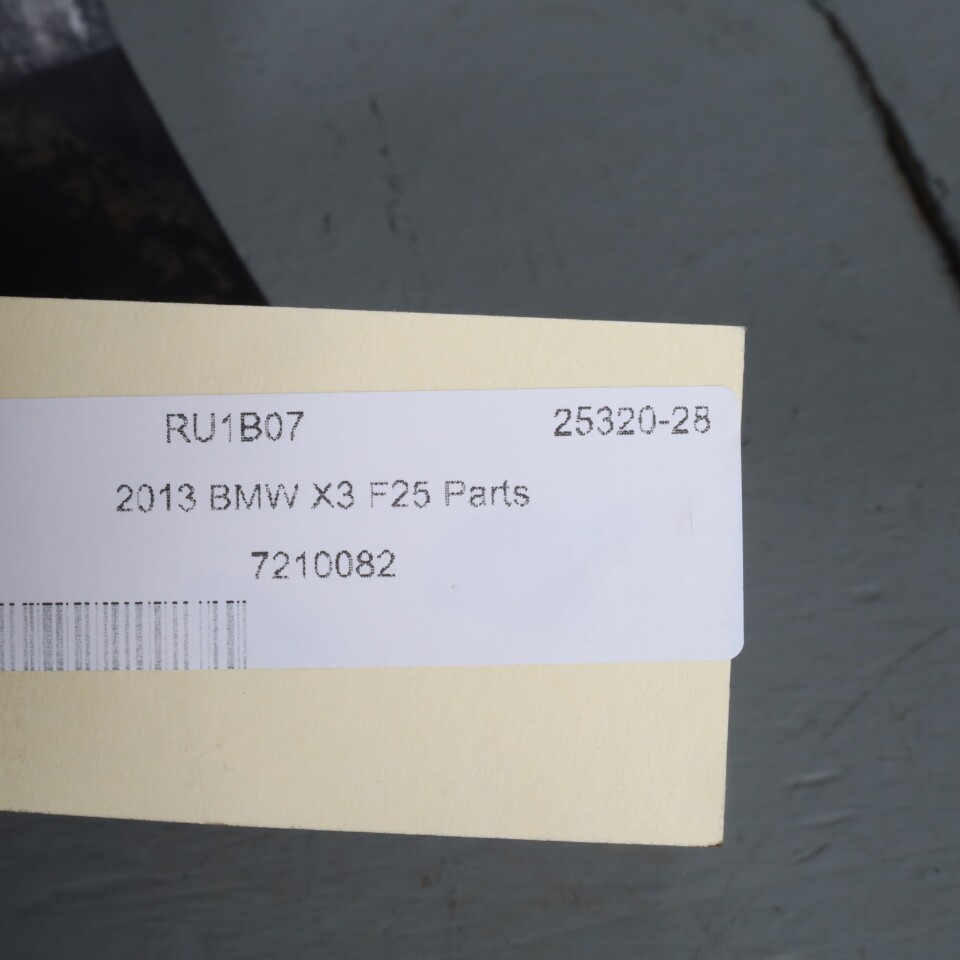 RU1B07 25320-28
2013 BMW X3 F25 Parts
7210082